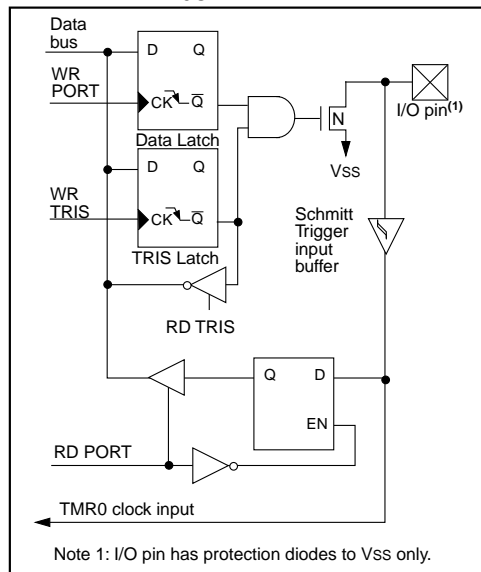 Data
bus
D Q
WR
PORT
CK Q̅
N
I/O pin(1)
Data Latch
VSS
D Q
WR
TRIS
CK Q̅
Schmitt
Trigger
input
buffer
TRIS Latch
RD TRIS
Q D
EN
RD PORT
TMR0 clock input
Note 1: I/O pin has protection diodes to VSS only.